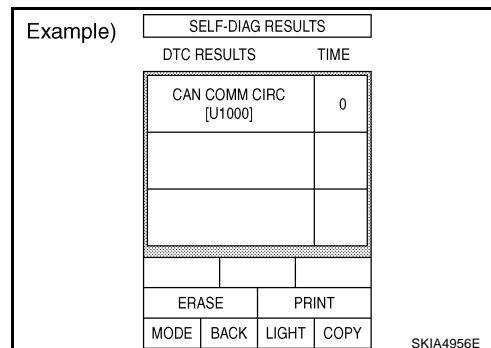 Example)
SELF-DIAG RESULTS
DTC RESULTS TIME
CAN COMM CIRC 0
[U1000]
ERASE PRINT
MODE BACK LIGHT COPY
SKIA4956E